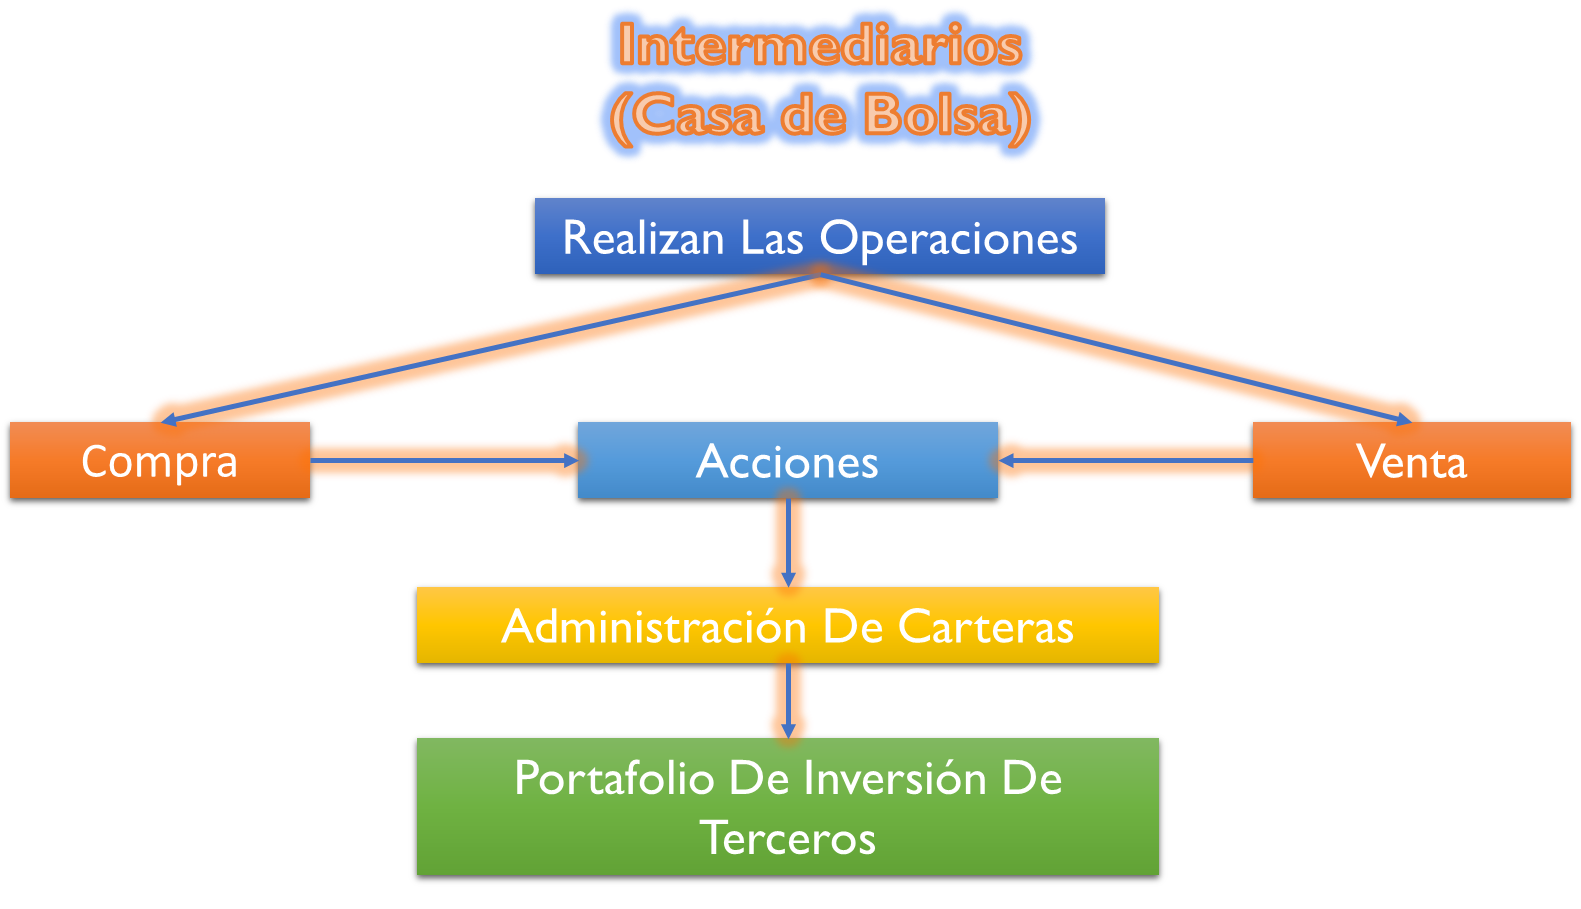 Intermediarios
(Casa de Bolsa)
Realizan Las Operaciones
Compra
Acciones
Venta
Administración De Carteras
Portafolio De Inversión De
Terceros